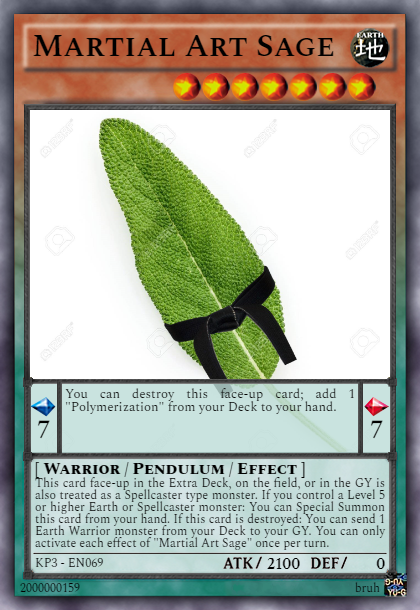 MARTIAL ART SAGE
EARTH
地
You can destroy this face-up card; add 1
"Polymerization" from your Deck to your hand.
7
7
[ WARRIOR / PENDULUM / EFFECT ]
This card face-up in the Extra Deck, on the field, or in the GY is
also treated as a Spellcaster type monster. If you control a Level 5
or higher Earth or Spellcaster monster: You can Special Summon
this card from your hand. If this card is destroyed: You can send 1
Earth Warrior monster from your Deck to your GY. You can only
activate each effect of "Martial Art Sage" once per turn.
KP3 - EN069
ATK / 2100 DEF / 0
2000000159
bruh